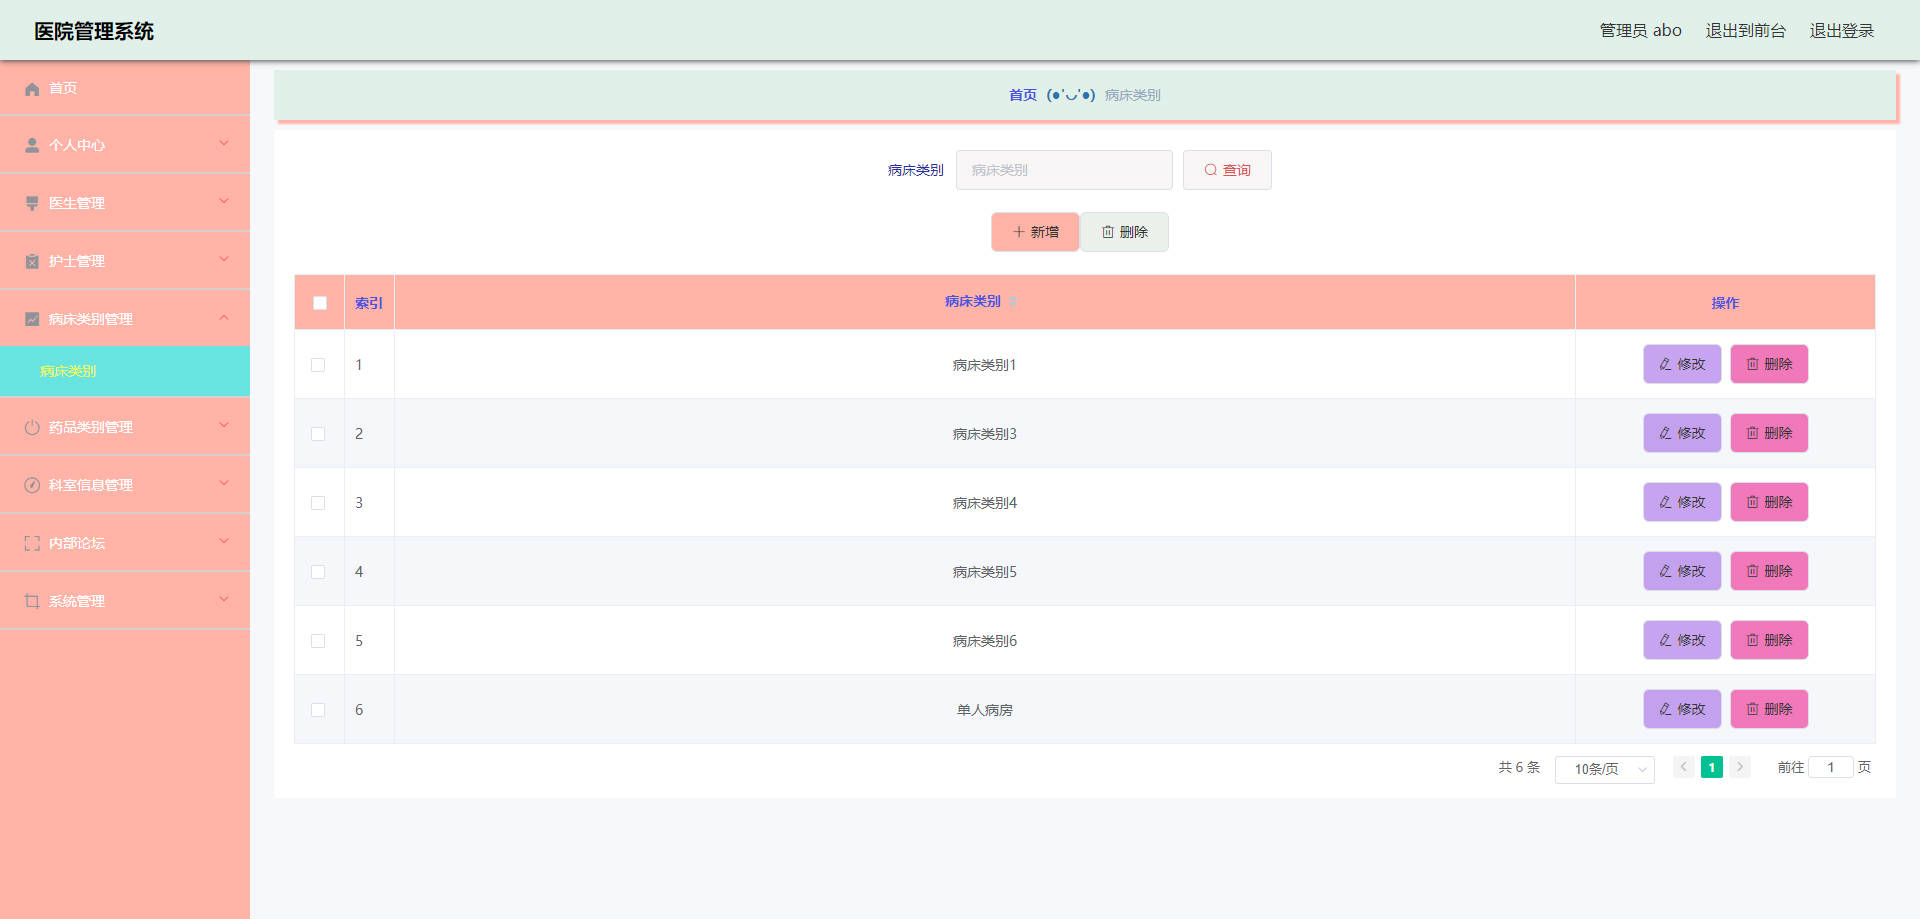 医院管理系统
管理员 abo 退出到前台 退出登录
首页
个人中心
医生管理
护士管理
病床类别管理
病床类别
药品类别管理
科室信息管理
内部论坛
系统管理
首页 (●'◡'●) 病床类别
病床类别 病床类别 查询
新增 删除
索引 病床类别 操作
1 病床类别1 修改 删除
2 病床类别3 修改 删除
3 病床类别4 修改 删除
4 病床类别5 修改 删除
5 病床类别6 修改 删除
6 单人病房 修改 删除
共 6 条 10条/页 1 前往 1 页